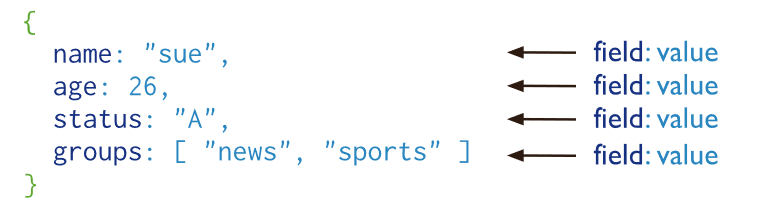 {
name: "sue", field: value
age: 26, field: value
status: "A", field: value
groups: [ "news", "sports" ] field: value
}